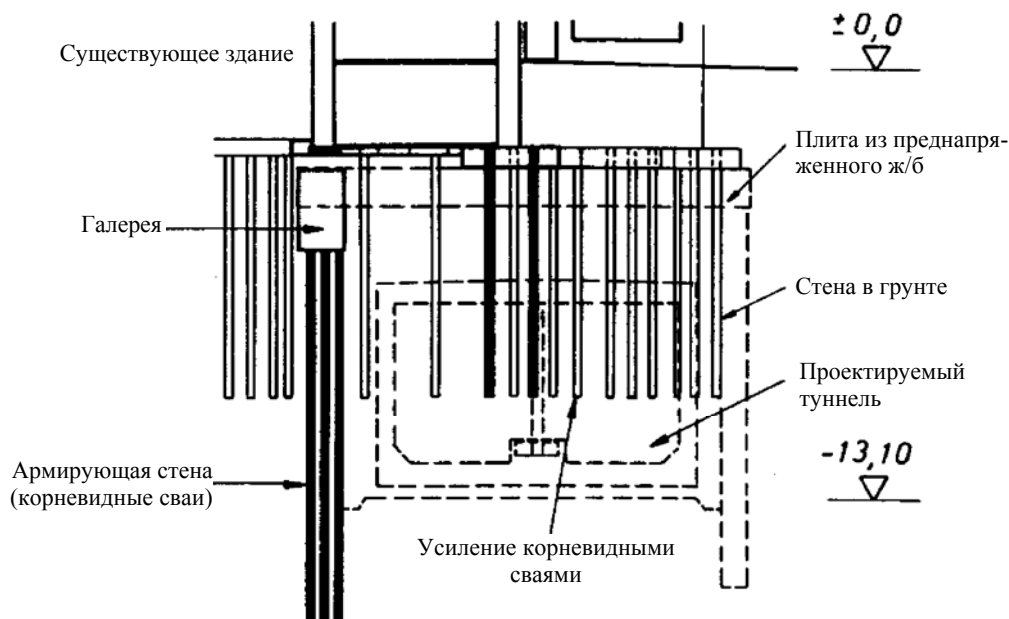 ± 0,0
Существующее здание
Плита из преднапря-
женного ж/б
Галерея
Стена в грунте
Проектируемый
туннель
-13,10
Армирующая стена
(корневидные сваи)
Усиление корневидными
сваями